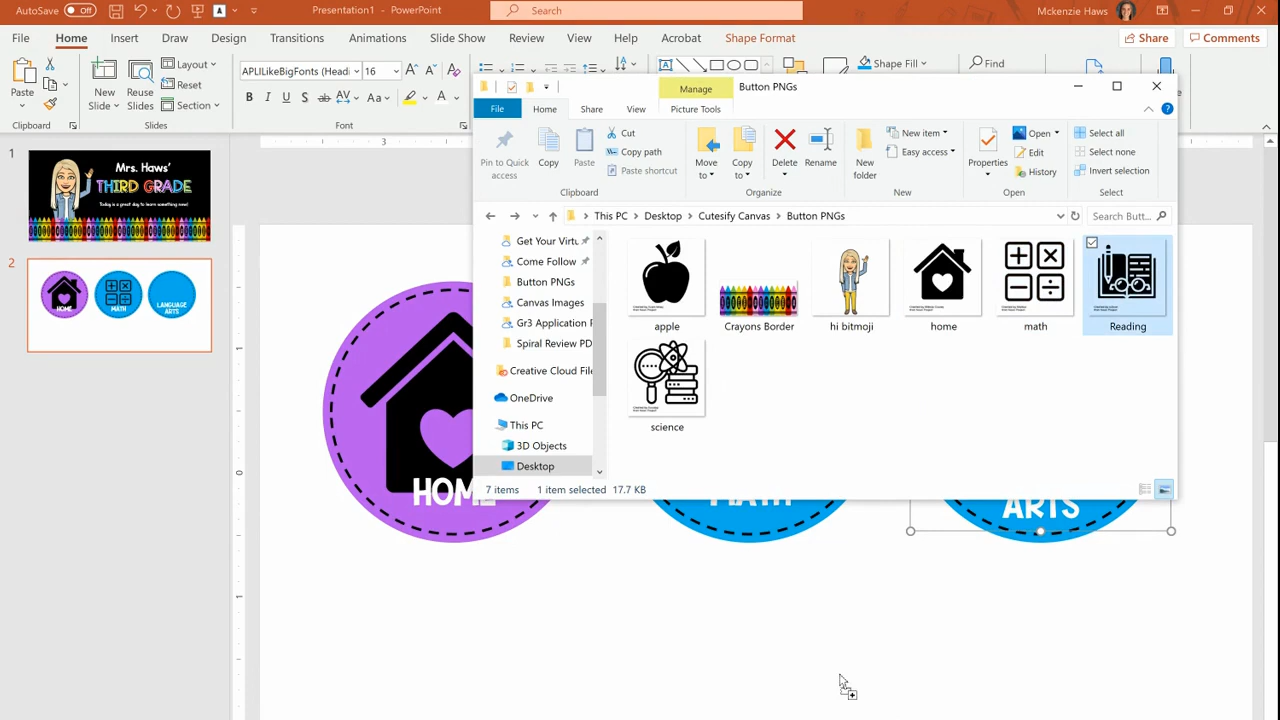 AutoSave Off
Presentation1 - PowerPoint
Search
Mckenzie Haws
File Home Insert Draw Design Transitions Animations Slide Show Review View Help Acrobat Shape Format
Share Comments
Paste
New Slide
Reuse Slides
Layout
Reset
Section
APLILikeBigFonts (Headi
16
Shape Fill
Find
Clipboard
Slides
Font
Manage
Button PNGs
File Home Share View Picture Tools
Pin to Quick access
Copy
Paste
Cut
Copy path
Paste shortcut
Move to
Copy to
Delete
Rename
New folder
New item
Easy access
Properties
Open
Edit
History
Select all
Select none
Invert selection
Clipboard
Organize
New
Open
Select
This PC > Desktop > Cutesify Canvas > Button PNGs
Search Butt...
Get Your Virtu
Come Follow
Button PNGs
Canvas Images
Gr3 Application F
Spiral Review PD
Creative Cloud File
OneDrive
This PC
3D Objects
Desktop
apple
Crayons Border
hi bitmoji
home
math
Reading
science
7 items
1 item selected 17.7 KB
1
Mrs. Haws'
THIRD GRADE
Today is a great day to learn something new!
2
HOME
MATH
LANGUAGE
ARTS
3
1
0
1
HOME
MATH
ARTS